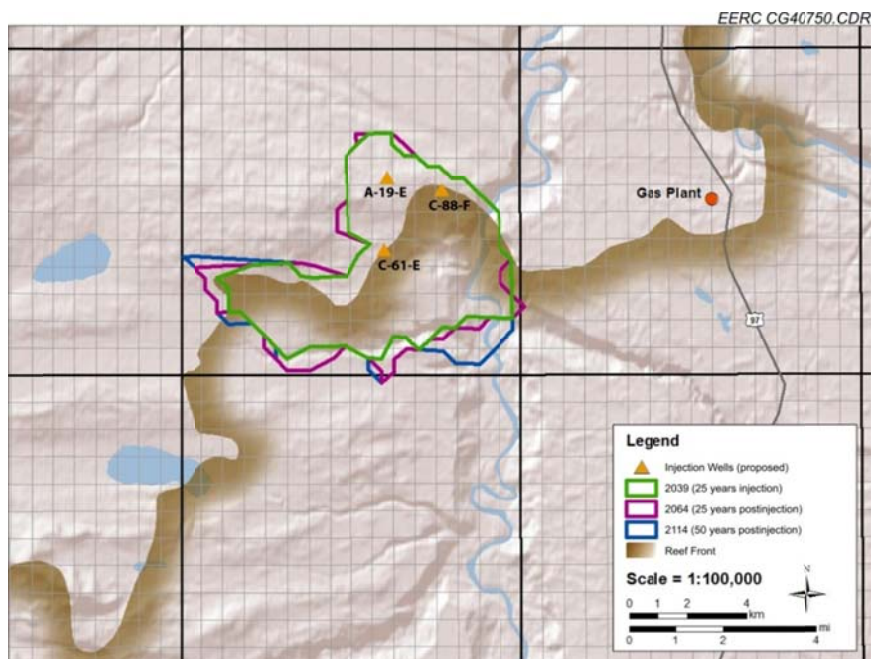 EERC CG40750.CDR
A-19-E
C-88-F
Gas Plant
C-61-E
97
Legend
Injection Wells (proposed)
2039 (25 years injection)
2064 (25 years postinjection)
2114 (50 years postinjection)
Reef Front
Scale = 1:100,000
N
0 1 2 4
km
mi
0 1 2 4